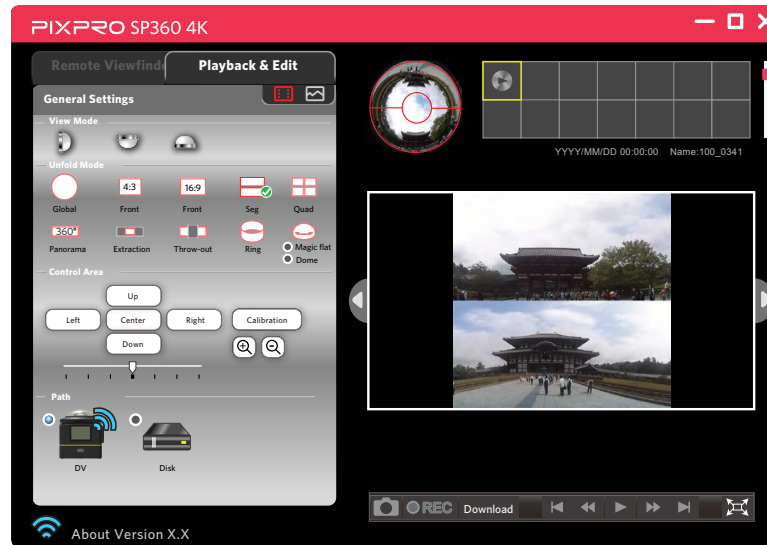 PIXPRO SP360 4K
Remote Viewfinde
Playback & Edit
General Settings
View Mode
Unfold Mode
4:3
16:9
Global
Front
Front
Seg
Quad
360°
Panorama
Extraction
Throw-out
Ring
Magic flat
Dome
Control Area
Up
Left
Center
Right
Calibration
Down
Path
DV
Disk
About Version X.X
YYYY/MM/DD 00:00:00 Name:100_0341
REC
Download